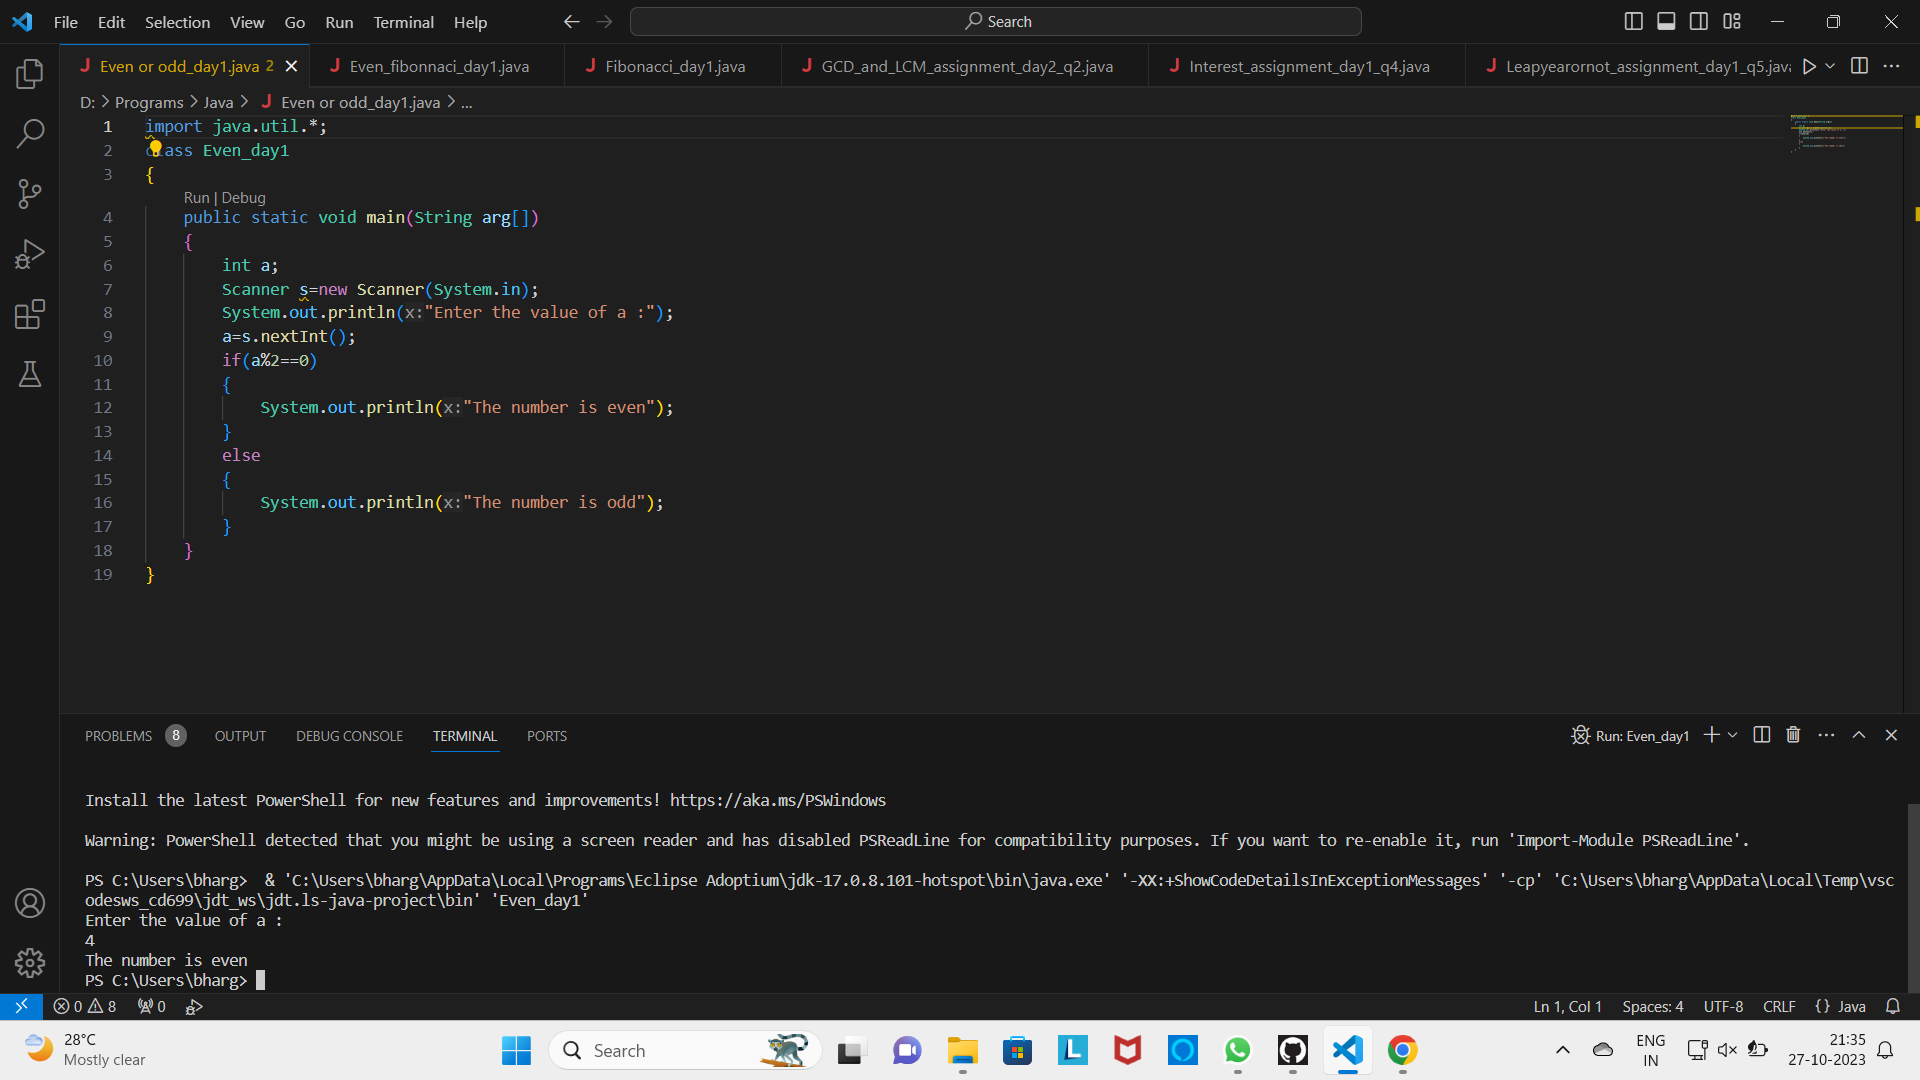 File Edit Selection View Go Run Terminal Help Search
Even or odd_day1.java 2 Even_fibonnaci_day1.java Fibonacci_day1.java GCD_and_LCM_assignment_day2_q2.java Interest_assignment_day1_q4.java Leapyearornot_assignment_day1_q5.java
D: > Programs > Java > Even or odd_day1.java > ...
1 import java.util.*;
2 class Even_day1
3 {
Run | Debug
4 public static void main(String arg[])
5 {
6 int a;
7 Scanner s=new Scanner(System.in);
8 System.out.println(x:"Enter the value of a :");
9 a=s.nextInt();
10 if(a%2==0)
11 {
12 System.out.println(x:"The number is even");
13 }
14 else
15 {
16 System.out.println(x:"The number is odd");
17 }
18 }
19 }
PROBLEMS 8 OUTPUT DEBUG CONSOLE TERMINAL PORTS Run: Even_day1
Install the latest PowerShell for new features and improvements! https://aka.ms/PSWindows
Warning: PowerShell detected that you might be using a screen reader and has disabled PSReadLine for compatibility purposes. If you want to re-enable it, run 'Import-Module PSReadLine'.
PS C:\Users\bharg>  & 'C:\Users\bharg\AppData\Local\Programs\Eclipse Adoptium\jdk-17.0.8.101-hotspot\bin\java.exe' '-XX:+ShowCodeDetailsInExceptionMessages' '-cp' 'C:\Users\bharg\AppData\Local\Temp\vsc
odesws_cd699\jdt_ws\jdt.ls-java-project\bin' 'Even_day1'
Enter the value of a :
4
The number is even
PS C:\Users\bharg>
0 8 0 Ln 1, Col 1 Spaces: 4 UTF-8 CRLF {} Java
28°C
Mostly clear
Search
ENG
IN
21:35
27-10-2023